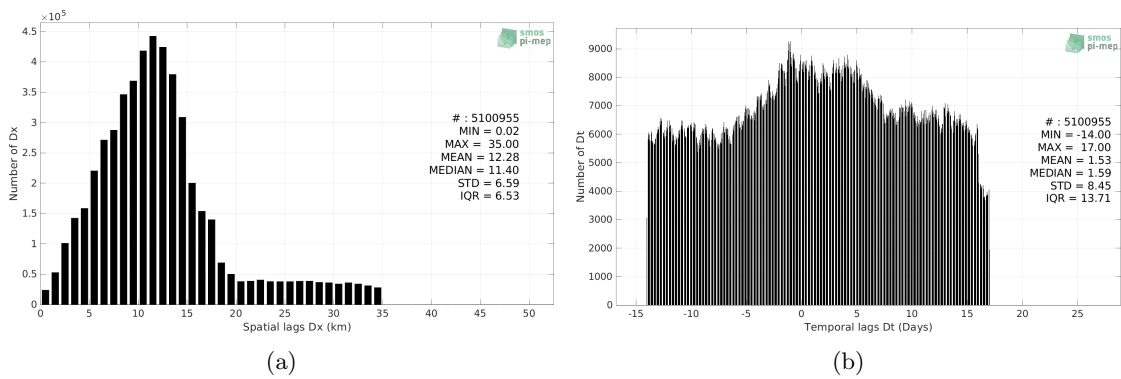 ×10⁵
4.5
4
3.5
3
2.5
2
1.5
1
0.5
0
Number of Dx
0 5 10 15 20 25 30 35 40 45 50
Spatial lags Dx (km)
smos
pi-mep
# : 5100955
MIN = 0.02
MAX = 35.00
MEAN = 12.28
MEDIAN = 11.40
STD = 6.59
IQR = 6.53
(a)
9000
8000
7000
6000
5000
4000
3000
2000
1000
0
Number of Dt
-15 -10 -5 0 5 10 15 20 25
Temporal lags Dt (Days)
smos
pi-mep
# : 5100955
MIN = -14.00
MAX = 17.00
MEAN = 1.53
MEDIAN = 1.59
STD = 8.45
IQR = 13.71
(b)